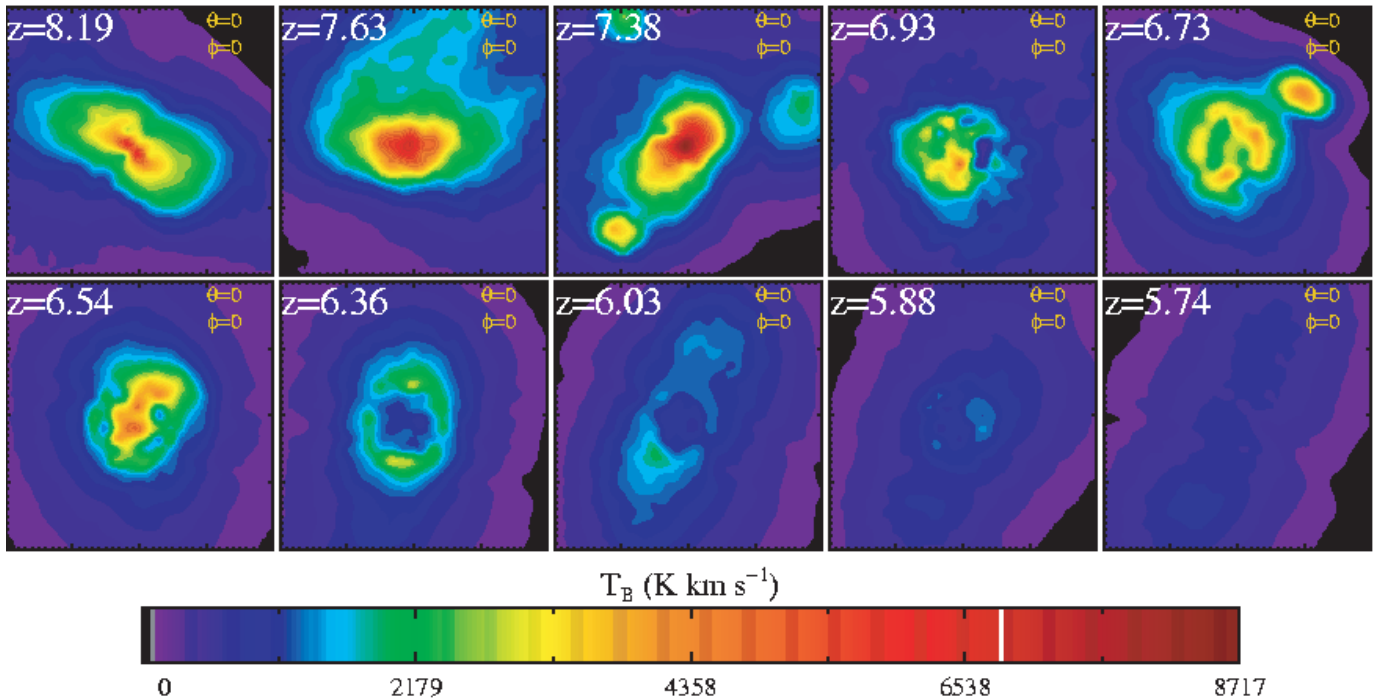 z=8.19 θ=0
φ=0
z=7.63 θ=0
φ=0
z=7.38 θ=0
φ=0
z=6.93 θ=0
φ=0
z=6.73 θ=0
φ=0
z=6.54 θ=0
φ=0
z=6.36 θ=0
φ=0
z=6.03 θ=0
φ=0
z=5.88 θ=0
φ=0
z=5.74 θ=0
φ=0
T_B (K km s⁻¹)
0 2179 4358 6538 8717